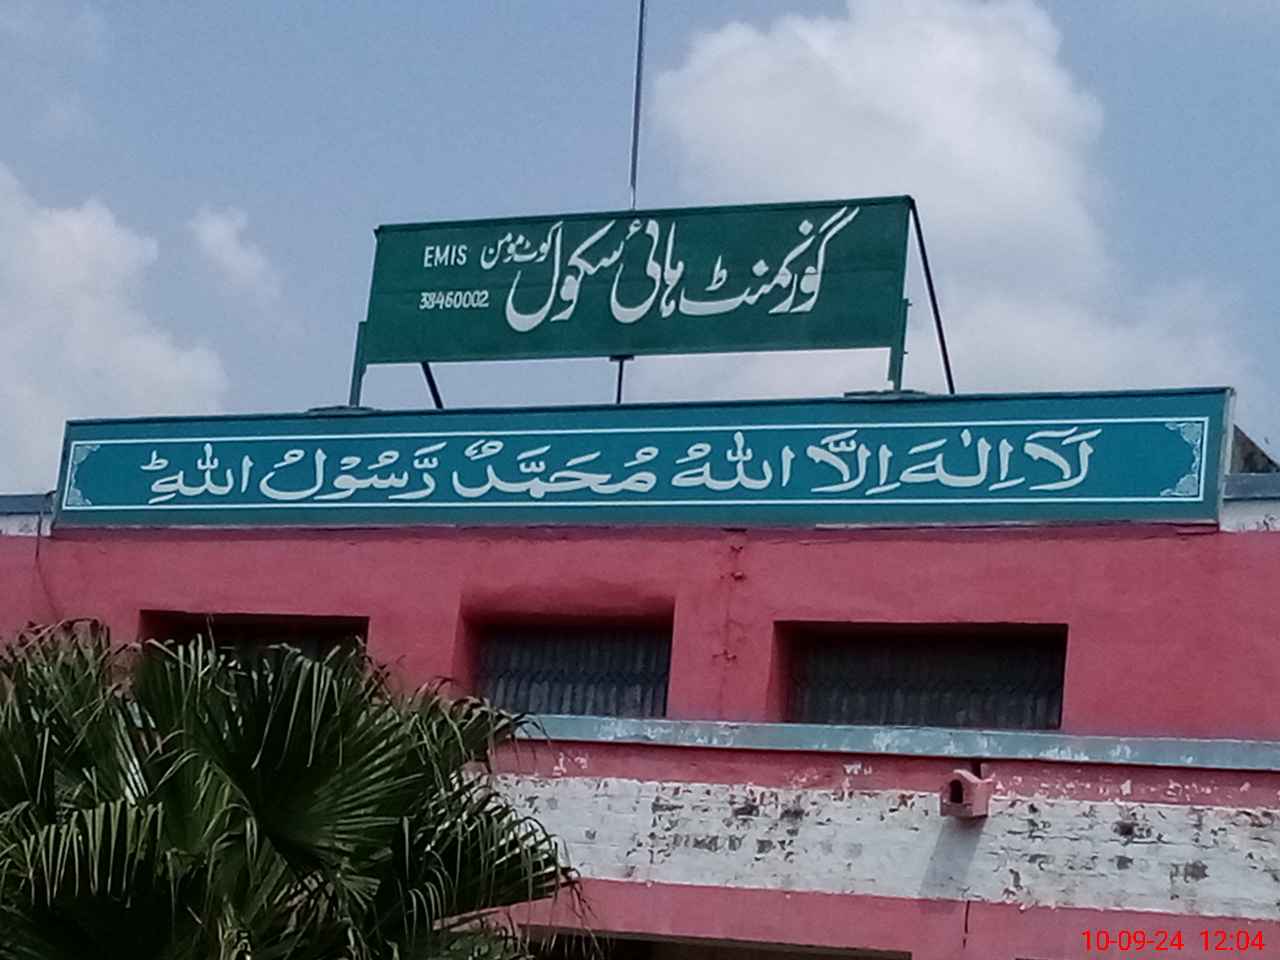 گورنمنٹ ہائی سکول کوٹ مومن
EMIS
38460002
لَآ اِلٰهَ اِلَّا اللّٰهُ مُحَمَّدٌ رَّسُوْلُ اللّٰهِؕ
10-09-24 12:04